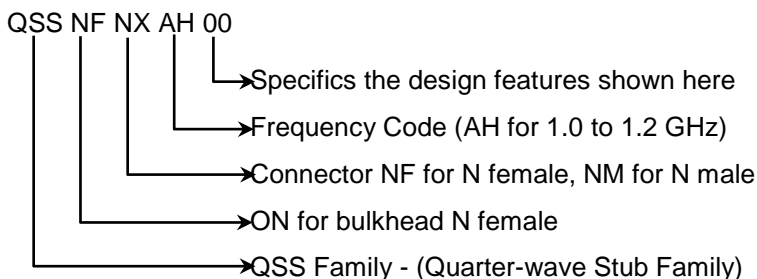 QSS NF NX AH 00
Specifics the design features shown here
Frequency Code (AH for 1.0 to 1.2 GHz)
Connector NF for N female, NM for N male
ON for bulkhead N female
QSS Family - (Quarter-wave Stub Family)